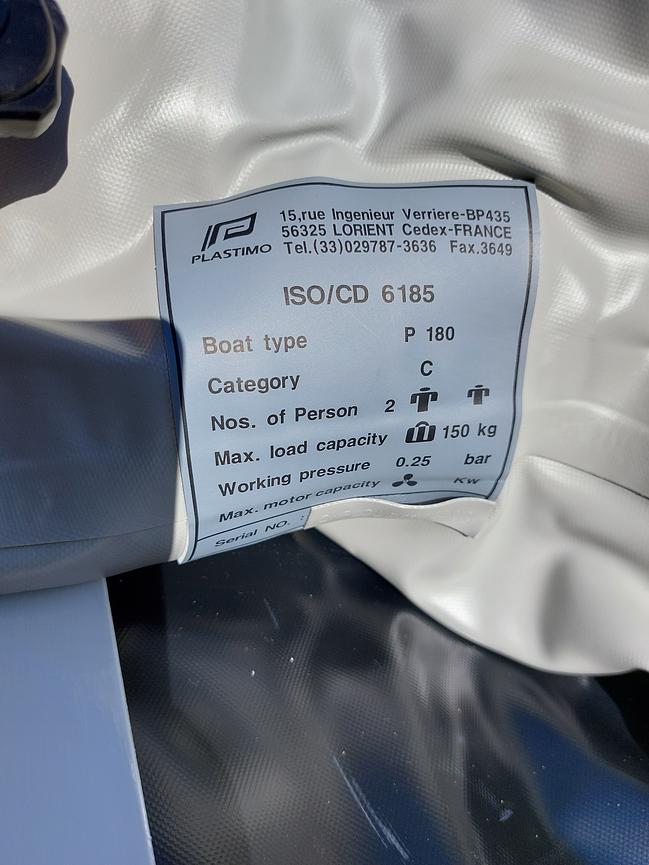 PLASTIMO
15,rue Ingenieur Verriere-BP435
56325 LORIENT Cedex-FRANCE
Tel.(33)029787-3636 Fax.3649
ISO/CD 6185
Boat type P 180
Category C
Nos. of Person 2
Max. load capacity 150 kg
Working pressure 0.25 bar
Max. motor capacity Kw
Serial NO. :